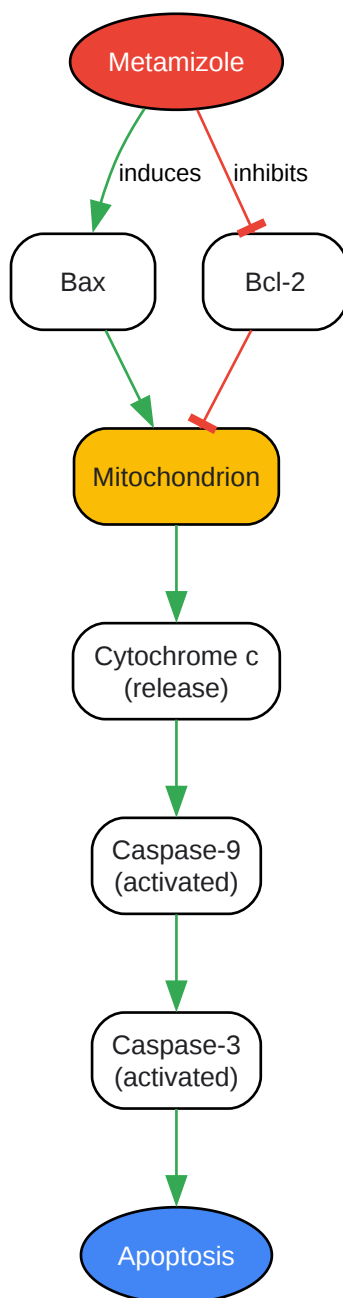 Metamizole
induces
inhibits
Bax
Bcl-2
Mitochondrion
Cytochrome c
(release)
Caspase-9
(activated)
Caspase-3
(activated)
Apoptosis